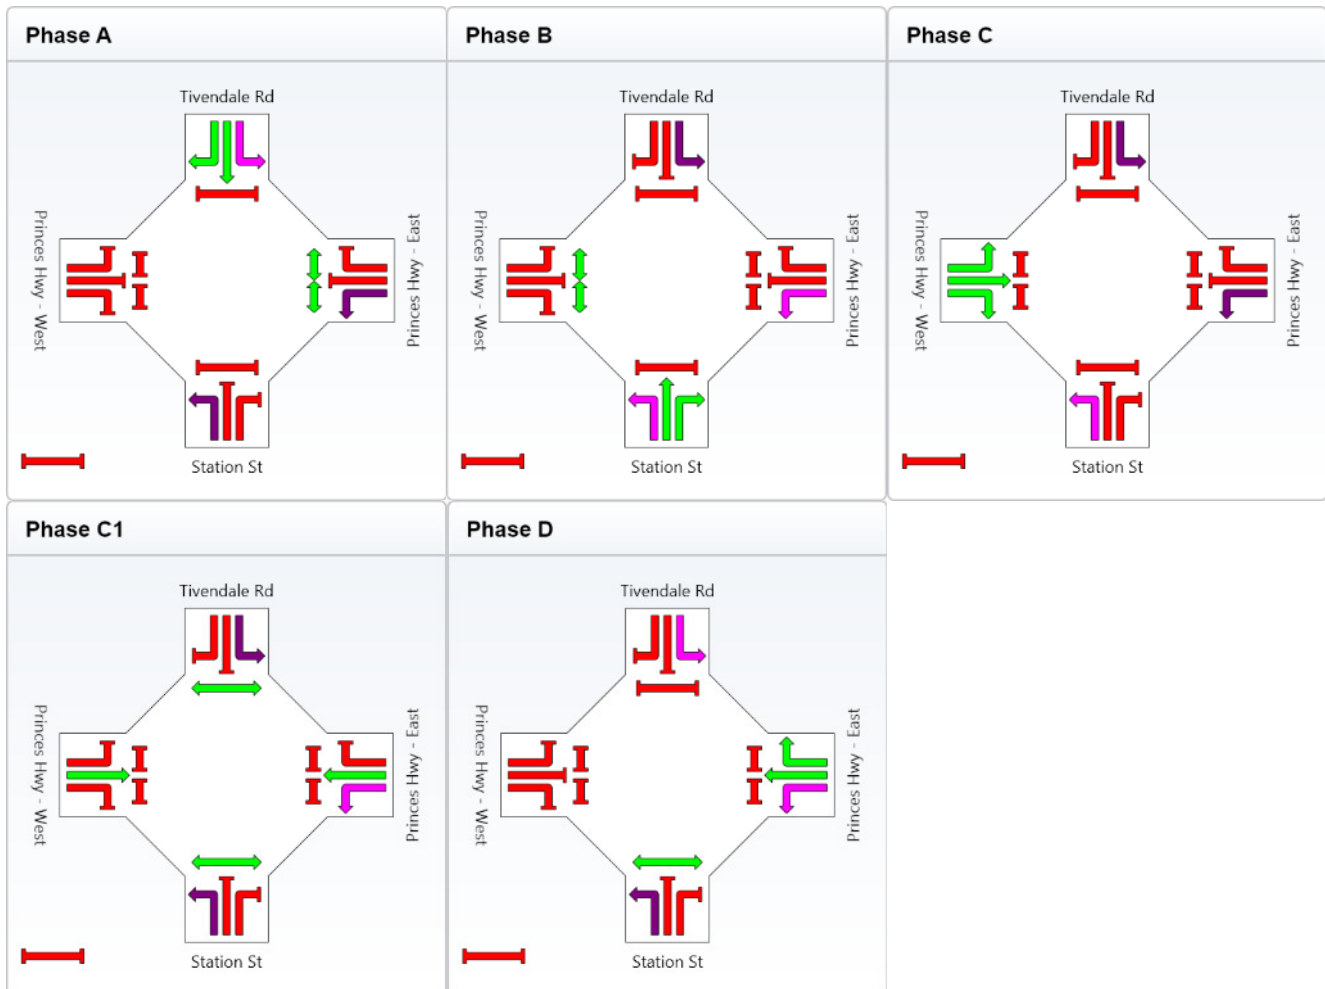 Phase A
Tivendale Rd
Princes Hwy - West
Princes Hwy - East
Station St
Phase B
Tivendale Rd
Princes Hwy - West
Princes Hwy - East
Station St
Phase C
Tivendale Rd
Princes Hwy - West
Princes Hwy - East
Station St
Phase C1
Tivendale Rd
Princes Hwy - West
Princes Hwy - East
Station St
Phase D
Tivendale Rd
Princes Hwy - West
Princes Hwy - East
Station St